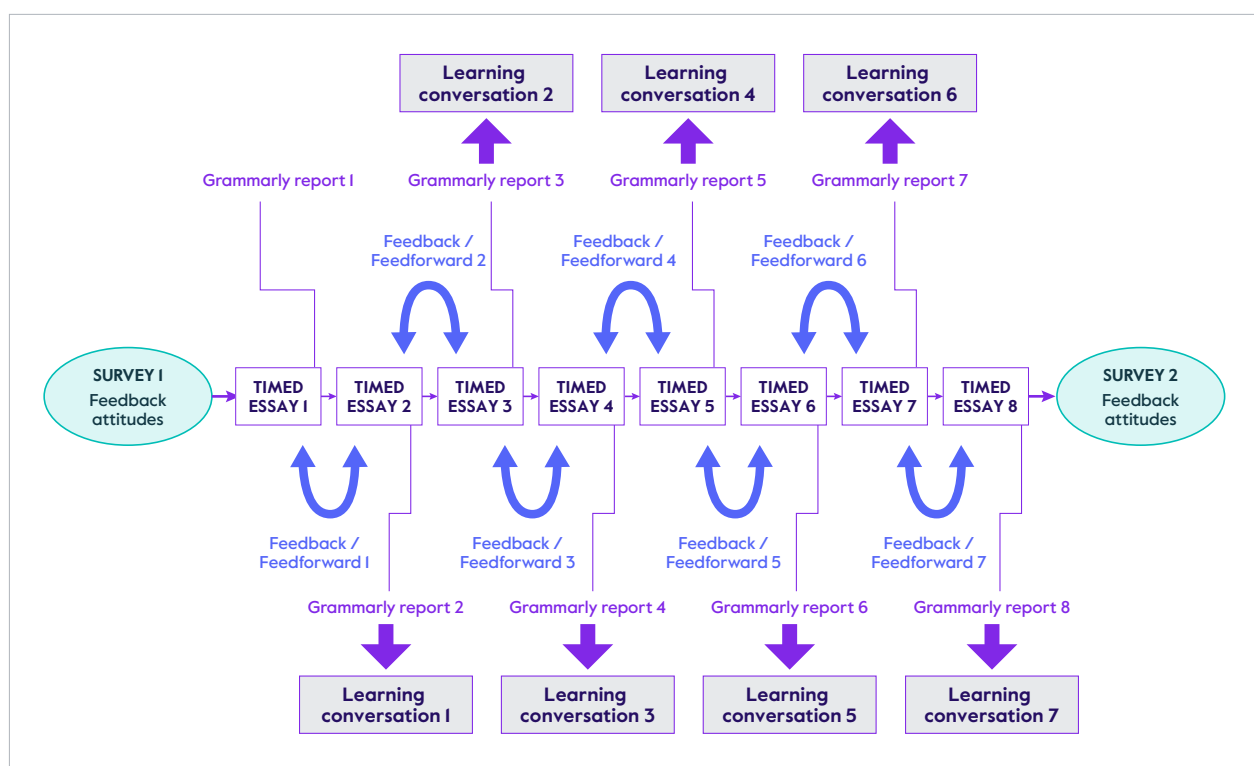 Learning
conversation 2
Learning
conversation 4
Learning
conversation 6
Grammarly report 1
Grammarly report 3
Grammarly report 5
Grammarly report 7
Feedback /
Feedforward 2
Feedback /
Feedforward 4
Feedback /
Feedforward 6
SURVEY 1
Feedback
attitudes
TIMED
ESSAY 1
TIMED
ESSAY 2
TIMED
ESSAY 3
TIMED
ESSAY 4
TIMED
ESSAY 5
TIMED
ESSAY 6
TIMED
ESSAY 7
TIMED
ESSAY 8
SURVEY 2
Feedback
attitudes
Feedback /
Feedforward 1
Feedback /
Feedforward 3
Feedback /
Feedforward 5
Feedback /
Feedforward 7
Grammarly report 2
Grammarly report 4
Grammarly report 6
Grammarly report 8
Learning
conversation 1
Learning
conversation 3
Learning
conversation 5
Learning
conversation 7